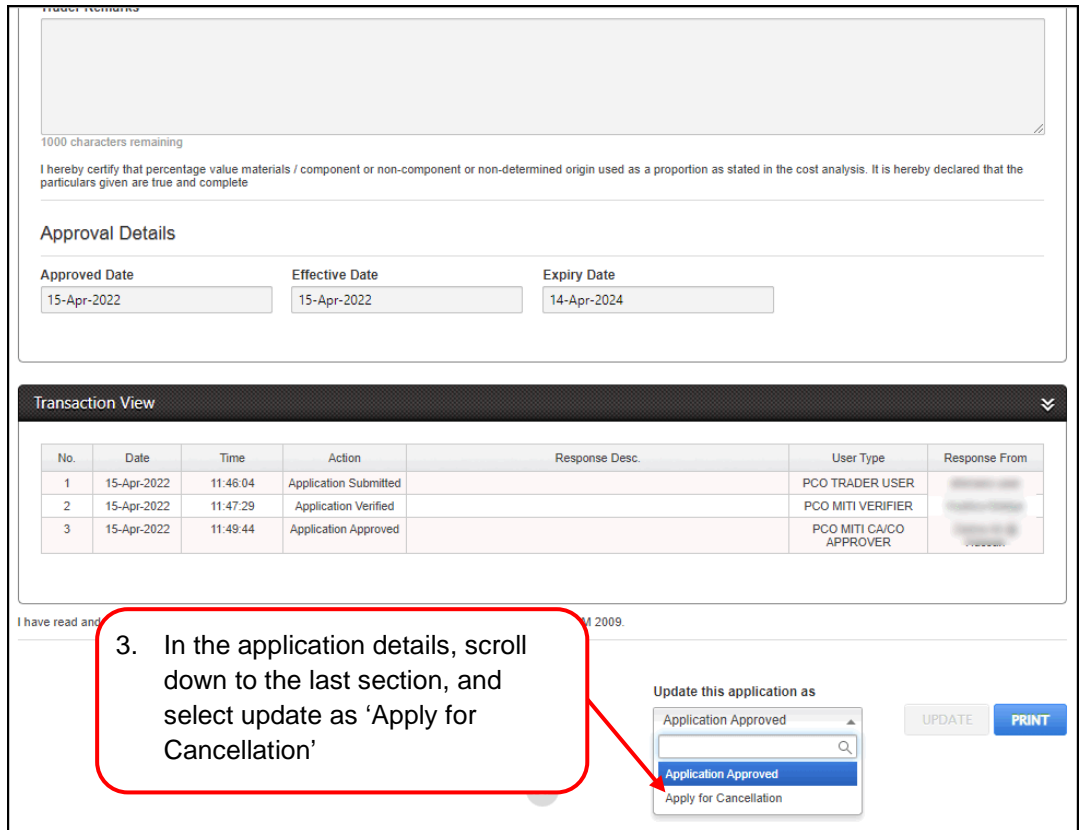 Trader Remarks
1000 characters remaining
I hereby certify that percentage value materials / component or non-component or non-determined origin used as a proportion as stated in the cost analysis. It is hereby declared that the
particulars given are true and complete
Approval Details
Approved Date Effective Date Expiry Date
15-Apr-2022 15-Apr-2022 14-Apr-2024
Transaction View
No. Date Time Action Response Desc. User Type Response From
1 15-Apr-2022 11:46:04 Application Submitted PCO TRADER USER
2 15-Apr-2022 11:47:29 Application Verified PCO MITI VERIFIER
3 15-Apr-2022 11:49:44 Application Approved PCO MITI CA/CO
APPROVER
I have read and 2009.
3. In the application details, scroll
down to the last section, and
select update as ‘Apply for
Cancellation’
Update this application as
Application Approved
UPDATE PRINT
Application Approved
Apply for Cancellation